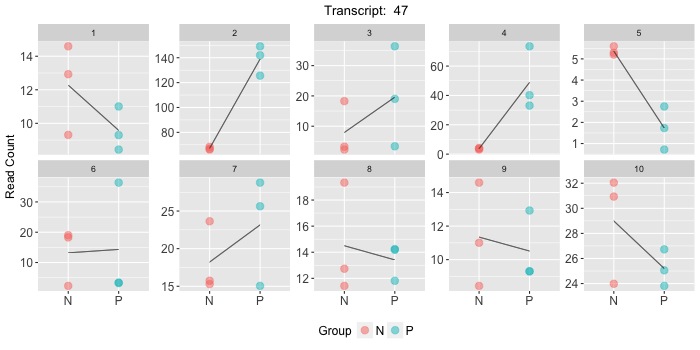 Transcript: 47
1 2 3 4 5
14 12 10
140 120 100 80
30 20 10
60 40 20 0
5 4 3 2 1
Read Count
6 7 8 9 10
30 20 10
25 20 15
18 16 14 12
14 12 10
32 30 28 26 24
N P N P N P N P N P
Group N P